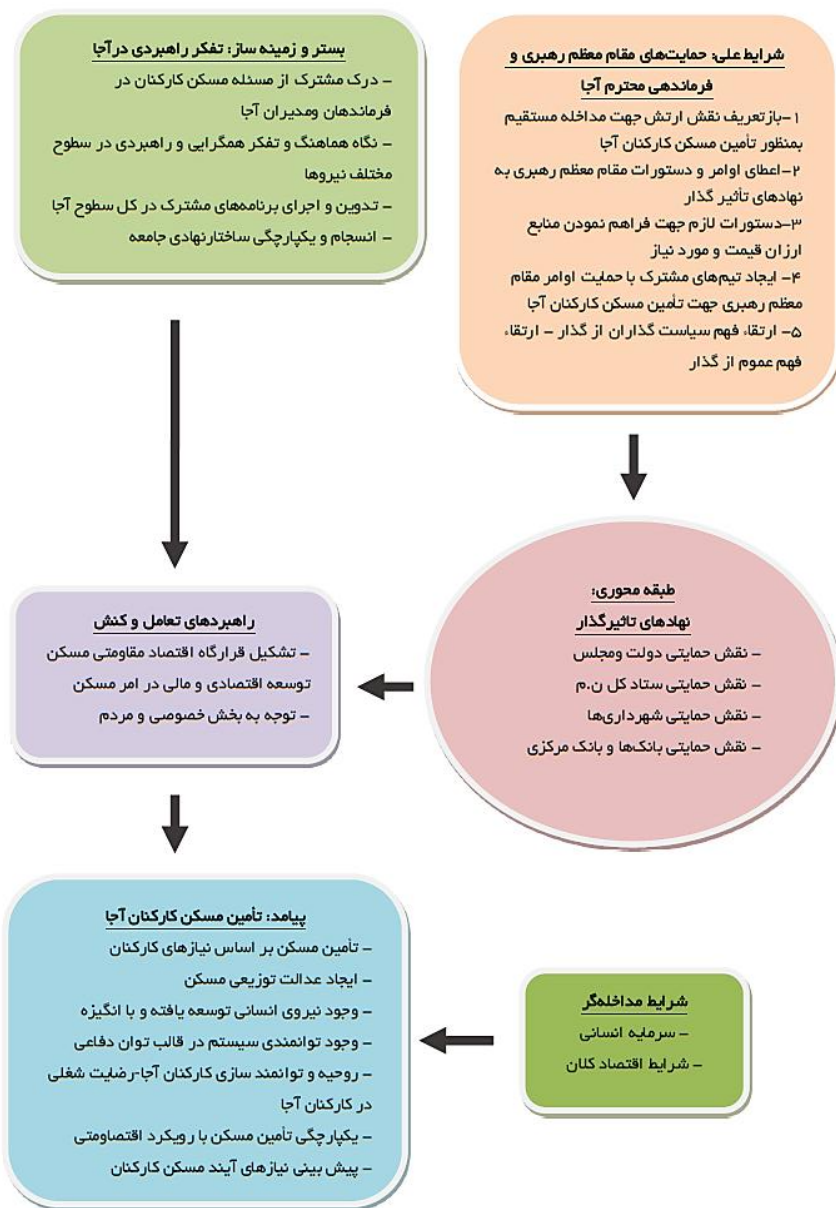 شرایط علی: حمایت‌های مقام معظم رهبری و
فرماندهی محترم آجا
۱-بازتعریف نقش ارتش جهت مداخله مستقیم
بمنظور تأمین مسکن کارکنان آجا
۲-اعطای اوامر و دستورات مقام معظم رهبری به
نهادهای تأثیر گذار
۳-دستورات لازم جهت فراهم نمودن منابع
ارزان قیمت و مورد نیاز
۴- ایجاد تیم‌های مشترک با حمایت اوامر مقام
معظم رهبری جهت تأمین مسکن کارکنان آجا
۵- ارتقاء فهم سیاست گذاران از گذار – ارتقاء
فهم عموم از گذار
بستر و زمینه ساز: تفکر راهبردی درآجا
– درک مشترک از مسئله مسکن کارکنان در
فرماندهان ومدیران آجا
– نگاه هماهنگ و تفکر همگرایی و راهبردی در سطوح
مختلف نیروها
– تدوین و اجرای برنامه‌های مشترک در کل سطوح آجا
– انسجام و یکپارچگی ساختارنهادی جامعه
طبقه محوری:
نهادهای تاثیرگذار
– نقش حمایتی دولت ومجلس
– نقش حمایتی ستاد کل ن.م
– نقش حمایتی شهرداری‌ها
– نقش حمایتی بانک‌ها و بانک مرکزی
راهبردهای تعامل و کنش
– تشکیل قرارگاه اقتصاد مقاومتی مسکن
توسعه اقتصادی و مالی در امر مسکن
– توجه به بخش خصوصی و مردم
شرایط مداخله‌گر
– سرمایه انسانی
– شرایط اقتصاد کلان
پیامد: تأمین مسکن کارکنان آجا
– تأمین مسکن بر اساس نیازهای کارکنان
– ایجاد عدالت توزیعی مسکن
– وجود نیروی انسانی توسعه یافته و با انگیزه
– وجود توانمندی سیستم در قالب توان دفاعی
– روحیه و توانمند سازی کارکنان آجا-رضایت شغلی
در کارکنان آجا
– یکپارچگی تأمین مسکن با رویکرد اقتصاومتی
– پیش بینی نیازهای آیند مسکن کارکنان